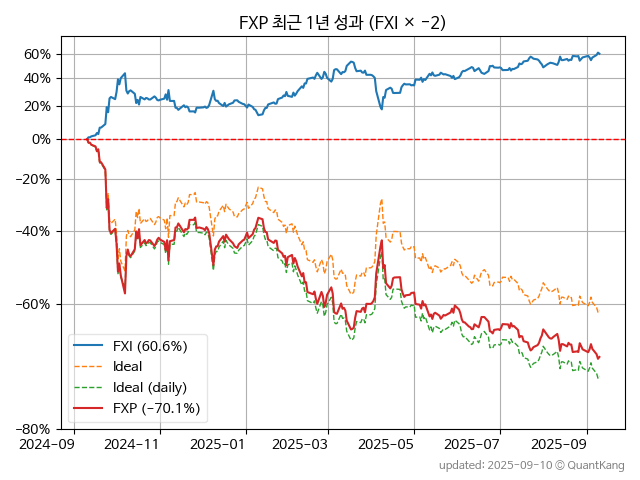 FXP 최근 1년 성과 (FXI × −2)
60%
40%
20%
0%
−20%
−40%
−60%
−80%
FXI (60.6%)
Ideal
Ideal (daily)
FXP (−70.1%)
2024-09
2024-11
2025-01
2025-03
2025-05
2025-07
2025-09
updated: 2025-09-10 © QuantKang